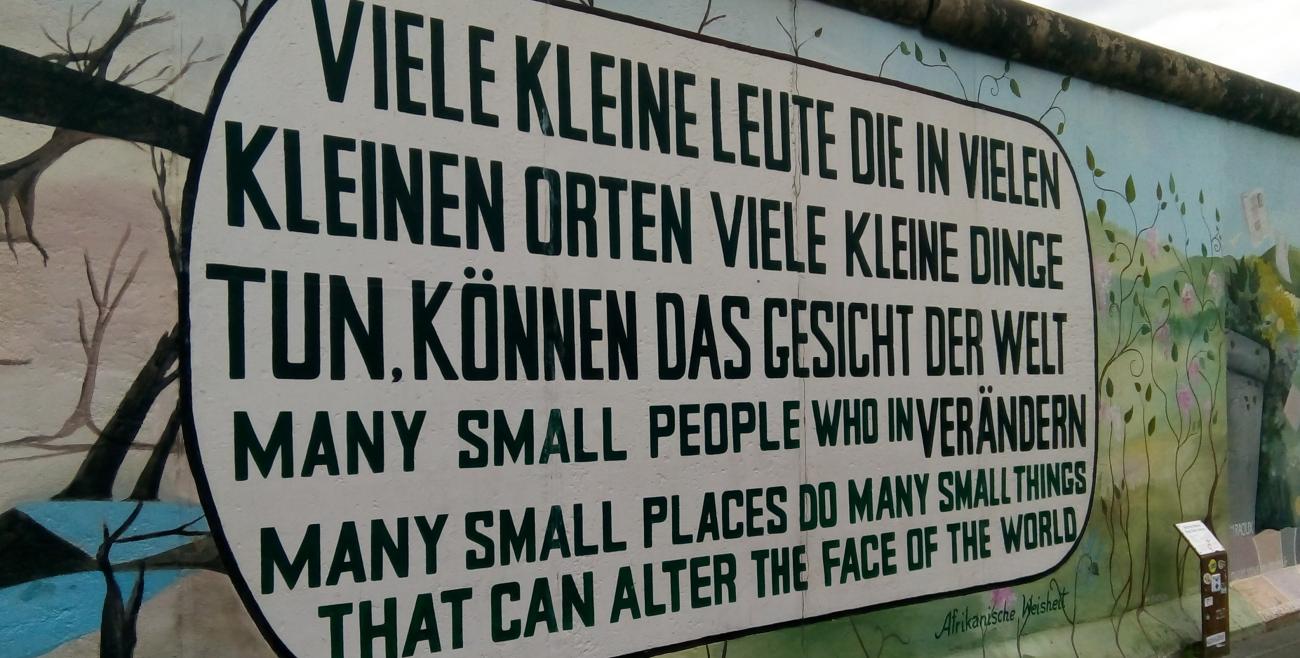 VIELE KLEINE LEUTE DIE IN VIELEN
KLEINEN ORTEN VIELE KLEINE DINGE
TUN, KÖNNEN DAS GESICHT DER WELT
VERÄNDERN
MANY SMALL PEOPLE WHO IN
MANY SMALL PLACES DO MANY SMALL THINGS
THAT CAN ALTER THE FACE OF THE WORLD
Afrikanische Weisheit